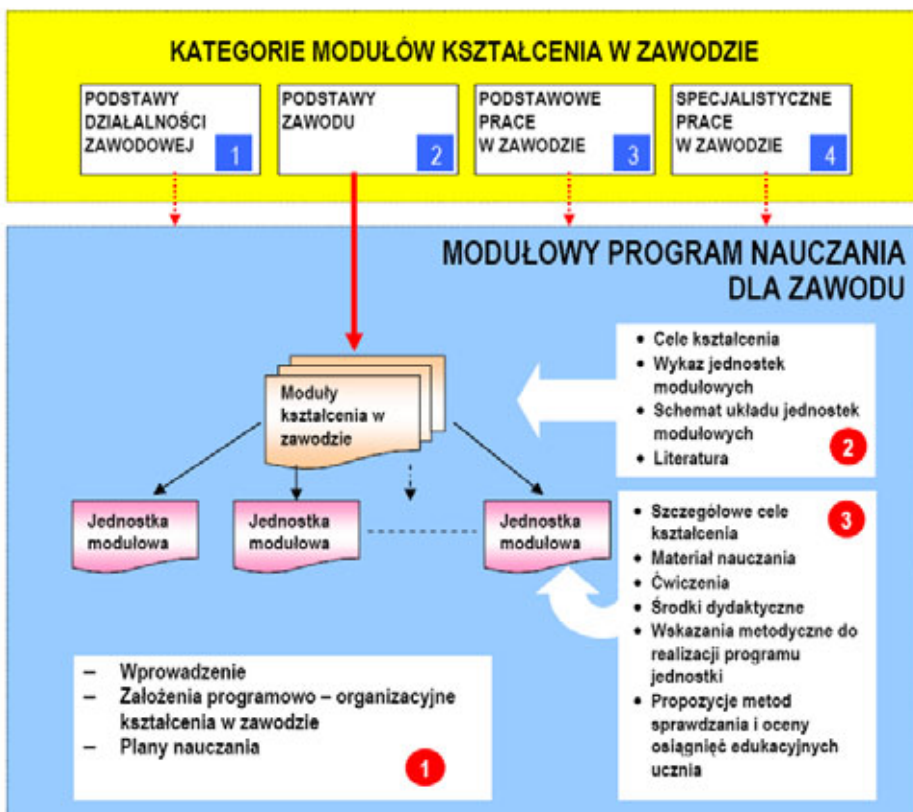 KATEGORIE MODUŁÓW KSZTAŁCENIA W ZAWODZIE
PODSTAWY
DZIAŁALNOŚCI
ZAWODOWEJ
1
PODSTAWY
ZAWODU
2
PODSTAWOWE
PRACE
W ZAWODZIE
3
SPECJALISTYCZNE
PRACE
W ZAWODZIE
4
MODUŁOWY PROGRAM NAUCZANIA
DLA ZAWODU
Moduły
kształcenia w
zawodzie
• Cele kształcenia
• Wykaz jednostek
modułowych
• Schemat układu jednostek
modułowych
• Literatura
2
Jednostka
modułowa
Jednostka
modułowa
Jednostka
modułowa
• Szczegółowe cele
kształcenia
• Materiał nauczania
• Ćwiczenia
• Środki dydaktyczne
• Wskazania metodyczne do
realizacji programu
jednostki
• Propozycje metod
sprawdzania i oceny
osiągnięć edukacyjnych
ucznia
3
– Wprowadzenie
– Założenia programowo – organizacyjne
kształcenia w zawodzie
– Plany nauczania
1